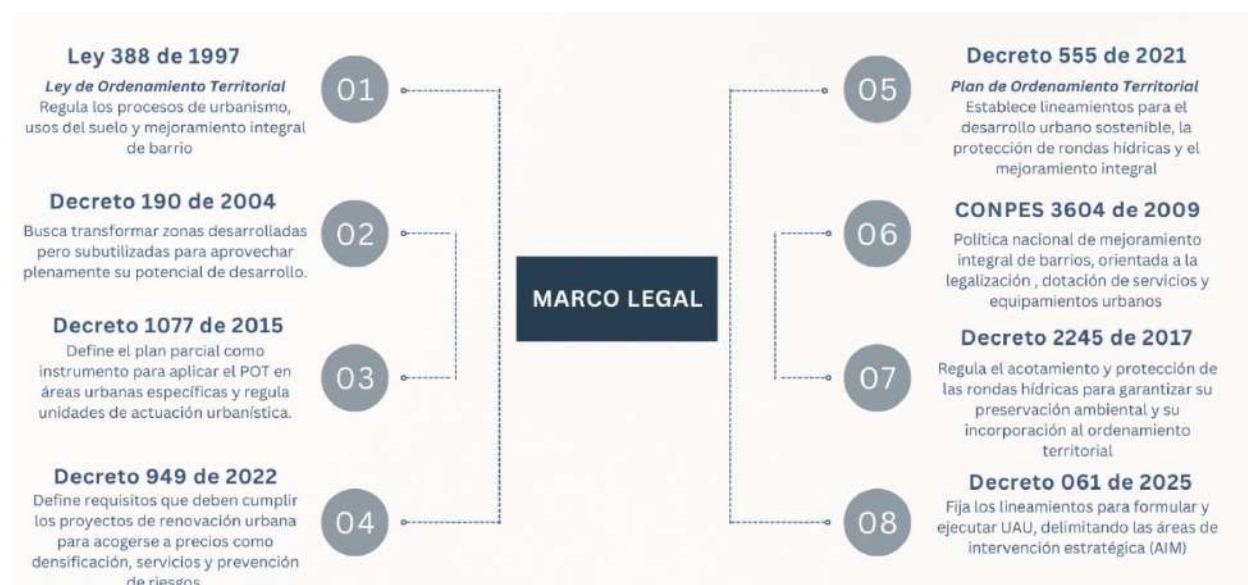 Ley 388 de 1997
Ley de Ordenamiento Territorial
Regula los procesos de urbanismo,
usos del suelo y mejoramiento integral
de barrio
01
Decreto 190 de 2004
Busca transformar zonas desarrolladas
pero subutilizadas para aprovechar
plenamente su potencial de desarrollo.
02
Decreto 1077 de 2015
Define el plan parcial como
instrumento para aplicar el POT en
áreas urbanas específicas y regula
unidades de actuación urbanística.
03
Decreto 949 de 2022
Define requisitos que deben cumplir
los proyectos de renovación urbana
para acogerse a precios como
densificación, servicios y prevención
de riesgos
04
MARCO LEGAL
05
Decreto 555 de 2021
Plan de Ordenamiento Territorial
Establece lineamientos para el
desarrollo urbano sostenible, la
protección de rondas hídricas y el
mejoramiento integral
06
CONPES 3604 de 2009
Política nacional de mejoramiento
integral de barrios, orientada a la
legalización , dotación de servicios y
equipamientos urbanos
07
Decreto 2245 de 2017
Regula el acotamiento y protección de
las rondas hídricas para garantizar su
preservación ambiental y su
incorporación al ordenamiento
territorial
08
Decreto 061 de 2025
Fija los lineamientos para formular y
ejecutar UAU, delimitando las áreas de
intervención estratégica (AIM)